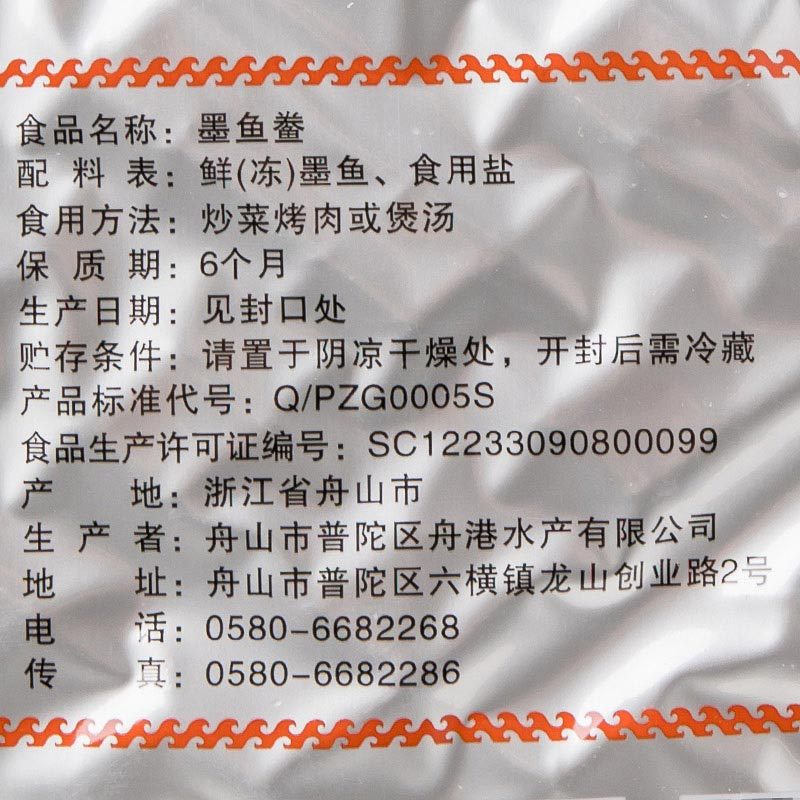 食品名称：墨鱼鲞
配料表：鲜(冻)墨鱼、食用盐
食用方法：炒菜烤肉或煲汤
保质期：6个月
生产日期：见封口处
贮存条件：请置于阴凉干燥处，开封后需冷藏
产品标准代号：Q/PZG0005S
食品生产许可证编号：SC12233090800099
产地：浙江省舟山市
生产者：舟山市普陀区舟港水产有限公司
地址：舟山市普陀区六横镇龙山创业路2号
电话：0580-6682268
传真：0580-6682286